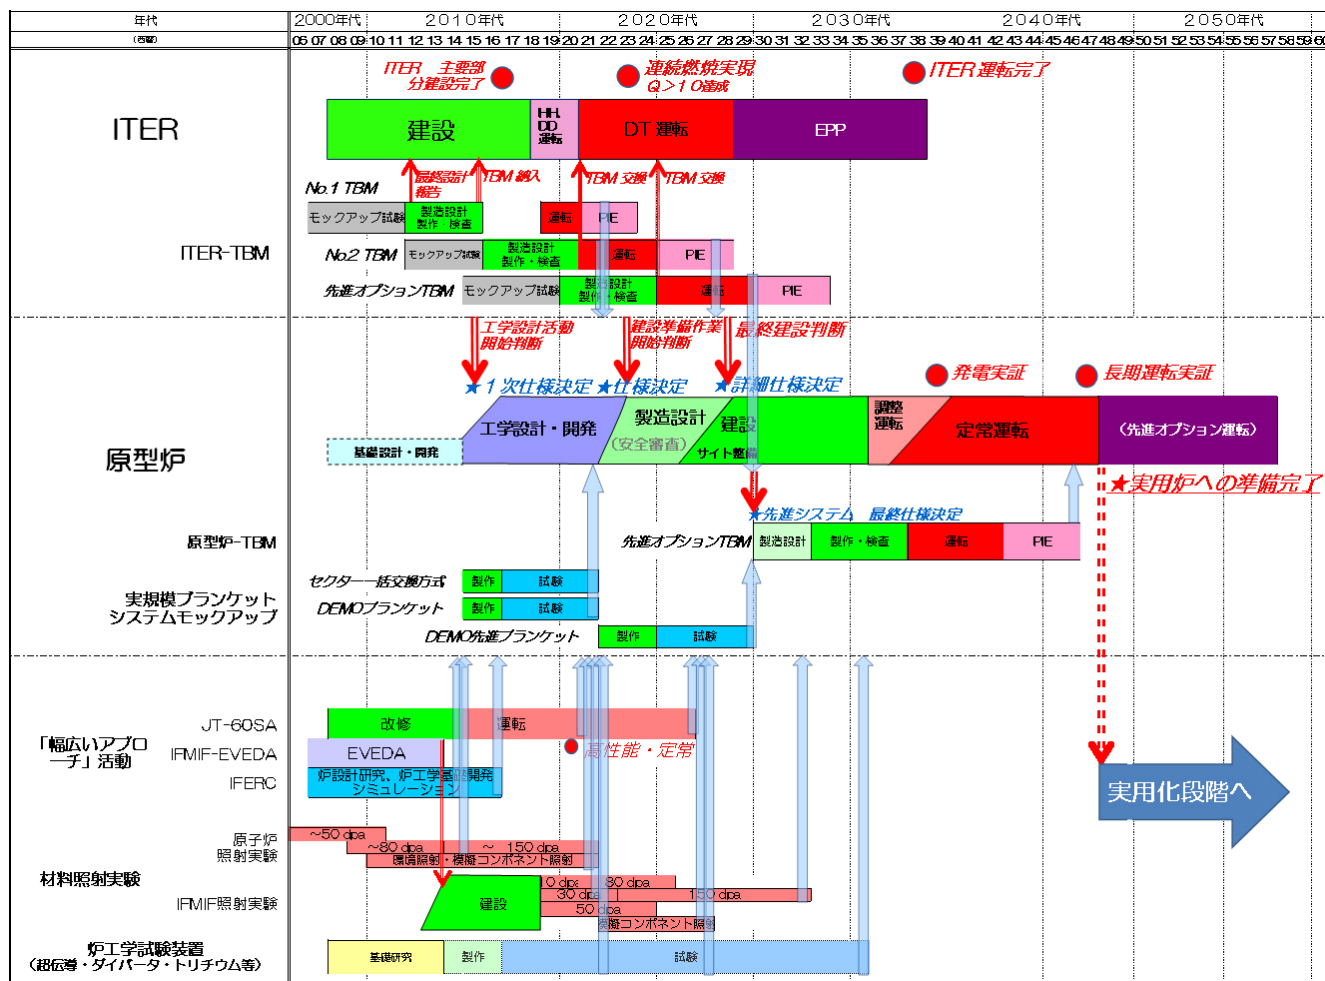 年代 2000年代 2010年代 2020年代 2030年代 2040年代 2050年代
(西暦) 06 07 08 09 10 11 12 13 14 15 16 17 18 19 20 21 22 23 24 25 26 27 28 29 30 31 32 33 34 35 36 37 38 39 40 41 42 43 44 45 46 47 48 49 50 51 52 53 54 55 56 57 58 59 60
ITER 主要部
分建設完了
連続燃焼実現
Q>10達成
ITER 運転完了
ITER
建設
HH,
DD
運転
DT 運転
EPP
最終設計
報告
TBM 納入
TBM 交換
TBM 交換
No.1 TBM
モックアップ試験
製造設計
製作・検査
運転
PIE
ITER-TBM
No.2 TBM
モックアップ試験
製造設計
製作・検査
運転
PIE
先進オプションTBM
モックアップ試験
製造設計
製作・検査
運転
PIE
工学設計活動
開始判断
建設準備作業
開始判断
最終建設判断
発電実証
長期運転実証
★1次仕様決定
★仕様決定
★詳細仕様決定
原型炉
基礎設計・開発
工学設計・開発
製造設計
(安全審査)
建設
サイト整備
調整
運転
定常運転
(先進オプション運転)
★実用炉への準備完了
★先進システム 最終仕様決定
原型炉-TBM
先進オプションTBM
製造設計
製作・検査
運転
PIE
実規模ブランケット
システムモックアップ
セクター一括交換方式
製作
試験
DEMOブランケット
製作
試験
DEMO先進ブランケット
製作
試験
「幅広いアプロ
ーチ」活動
JT-60SA
改修
運転
IFMIF-EVEDA
EVEDA
高性能・定常
IFERC
炉設計研究、炉工学基礎開発
シミュレーション
実用化段階へ
材料照射実験
原子炉
照射実験
~50 dpa
~80 dpa
~ 150 dpa
環境照射・模擬コンポネント照射
IFMIF照射実験
建設
10 dpa
80 dpa
30 dpa
150 dpa
50 dpa
模擬コンポネント照射
炉工学試験装置
(超伝導・ダイバータ・トリチウム等)
基礎研究
製作
試験